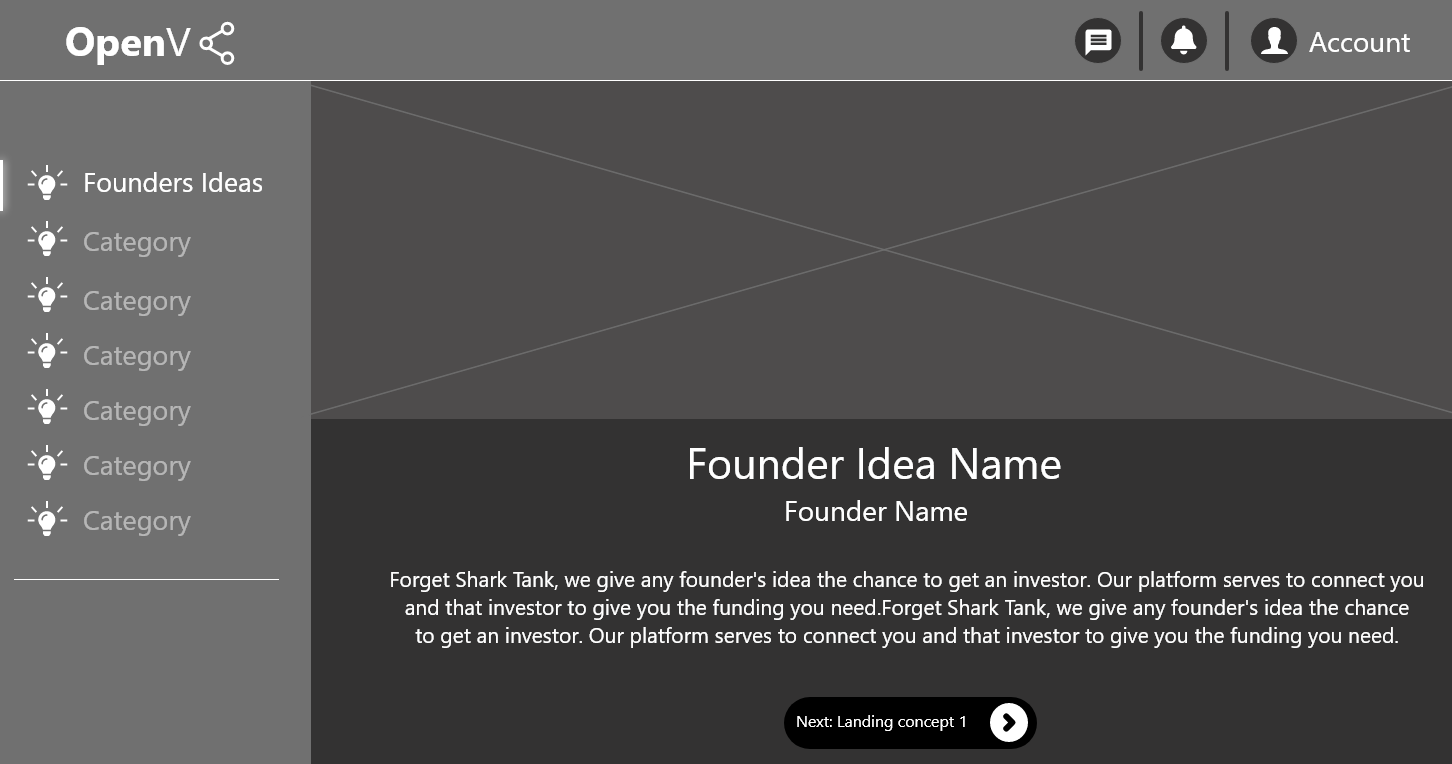 OpenV
Account
Founders Ideas
Category
Category
Category
Category
Category
Category
Founder Idea Name
Founder Name
Forget Shark Tank, we give any founder's idea the chance to get an investor. Our platform serves to connect you
and that investor to give you the funding you need.Forget Shark Tank, we give any founder's idea the chance
to get an investor. Our platform serves to connect you and that investor to give you the funding you need.
Next: Landing concept 1